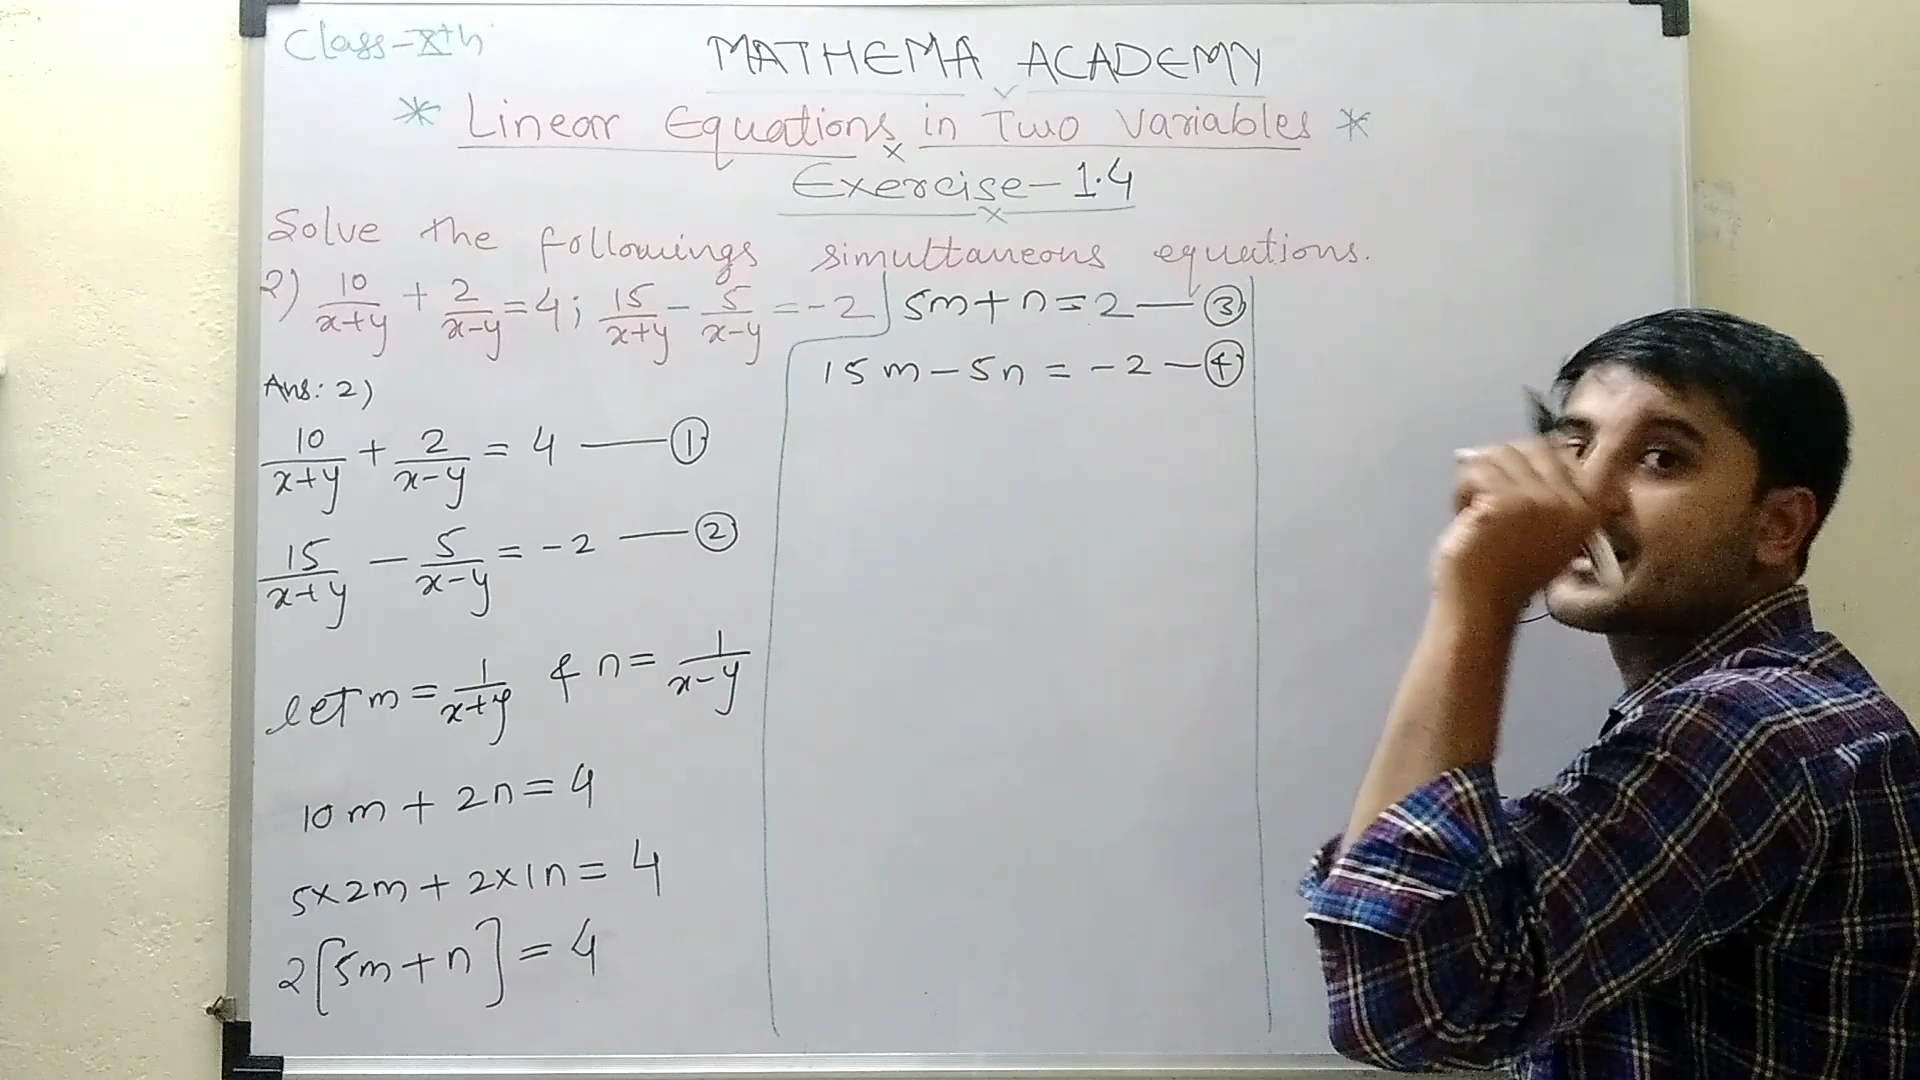 Class-Xth
MATHEMA ACADEMY
* Linear Equations in Two Variables *
Exercise-1.4
Solve the followings simultaneous equations.
2) 10/(x+y) + 2/(x-y) = 4; 15/(x+y) - 5/(x-y) = -2
Ans: 2)
10/(x+y) + 2/(x-y) = 4 — ①
15/(x+y) - 5/(x-y) = -2 — ②
let m = 1/(x+y) & n = 1/(x-y)
10m + 2n = 4
5×2m + 2×1n = 4
2[5m+n] = 4
5m + n = 2 — ③
15m - 5n = -2 — ④